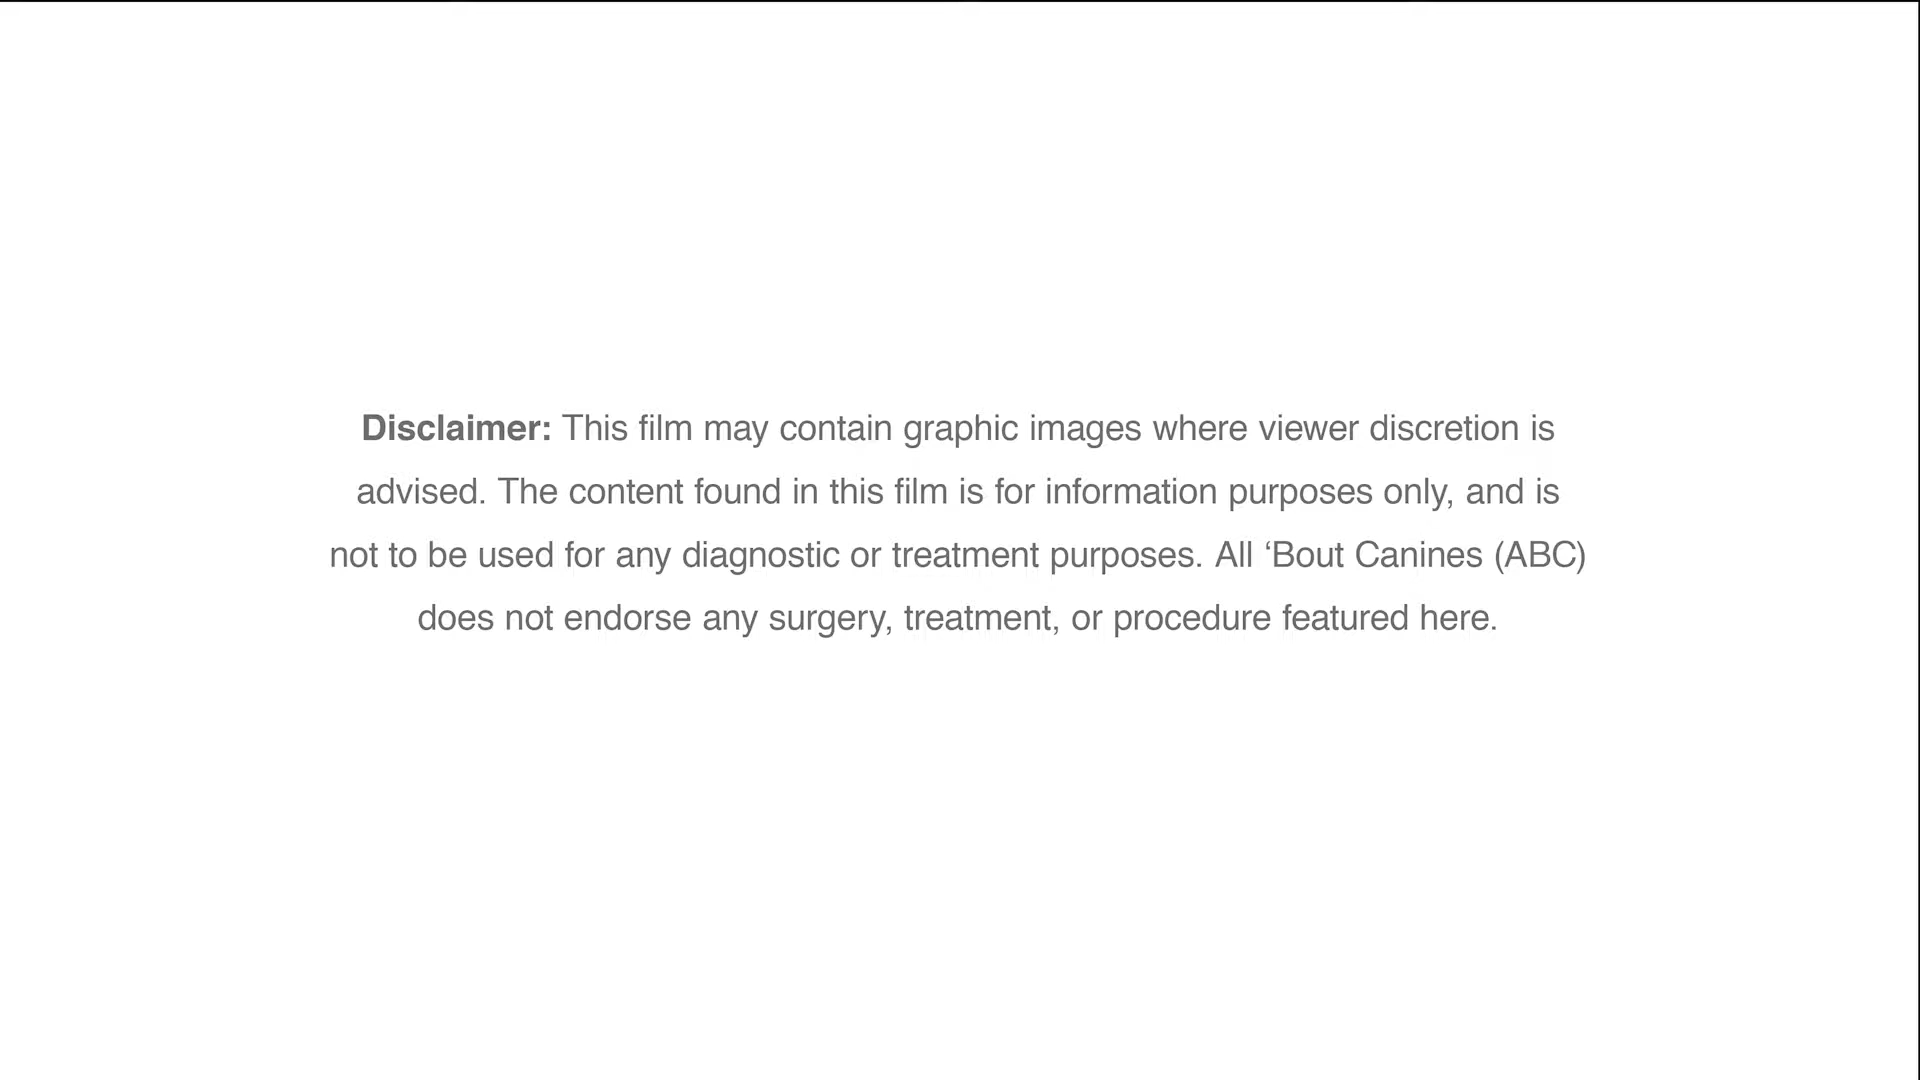 Disclaimer: This film may contain graphic images where viewer discretion is
advised. The content found in this film is for information purposes only, and is
not to be used for any diagnostic or treatment purposes. All ‘Bout Canines (ABC)
does not endorse any surgery, treatment, or procedure featured here.